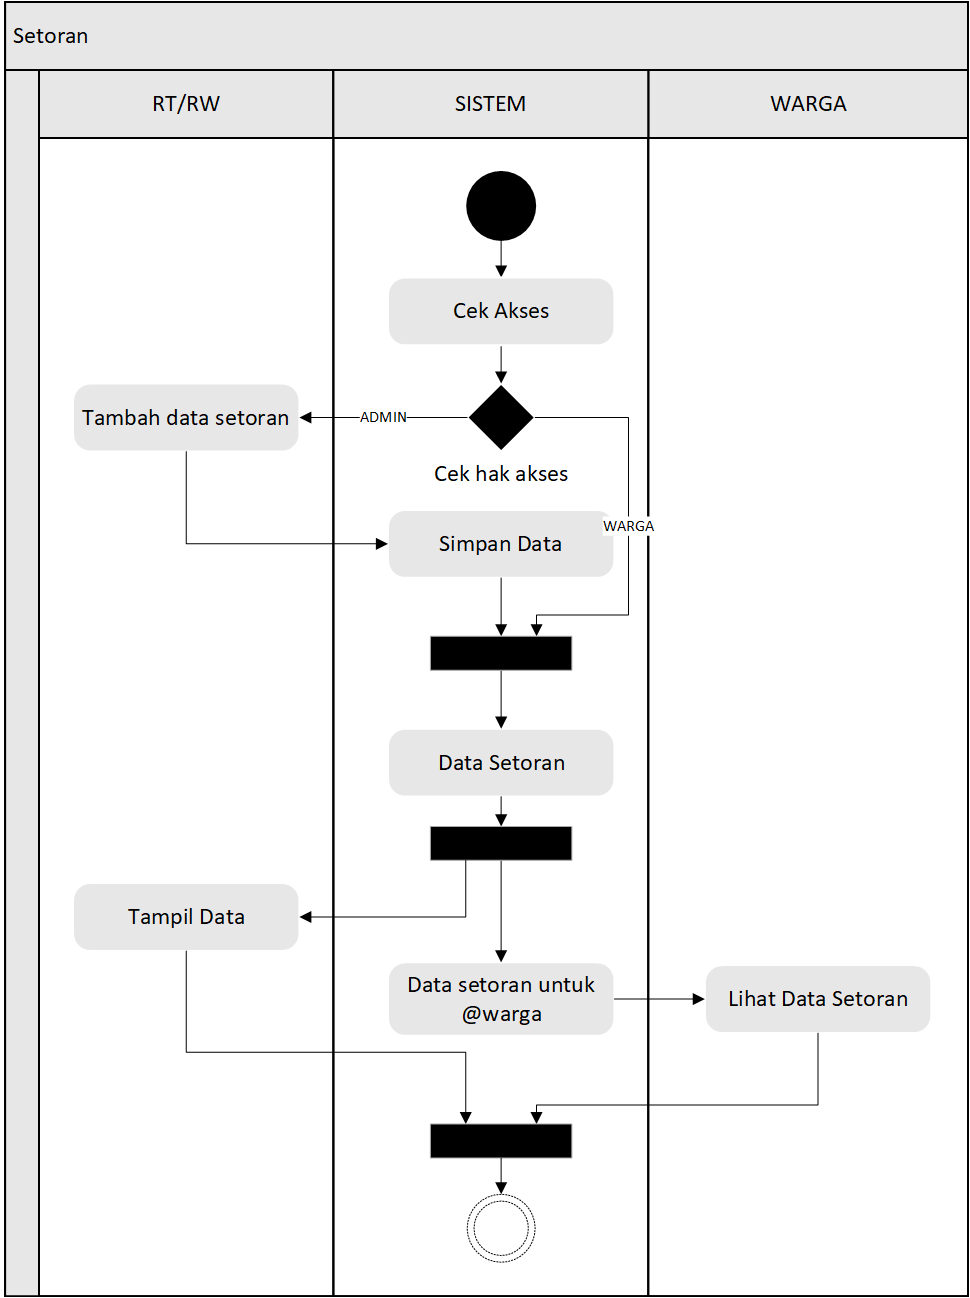 Setoran
RT/RW
SISTEM
WARGA
Cek Akses
Tambah data setoran
ADMIN
Cek hak akses
WARGA
Simpan Data
Data Setoran
Tampil Data
Data setoran untuk
@warga
Lihat Data Setoran